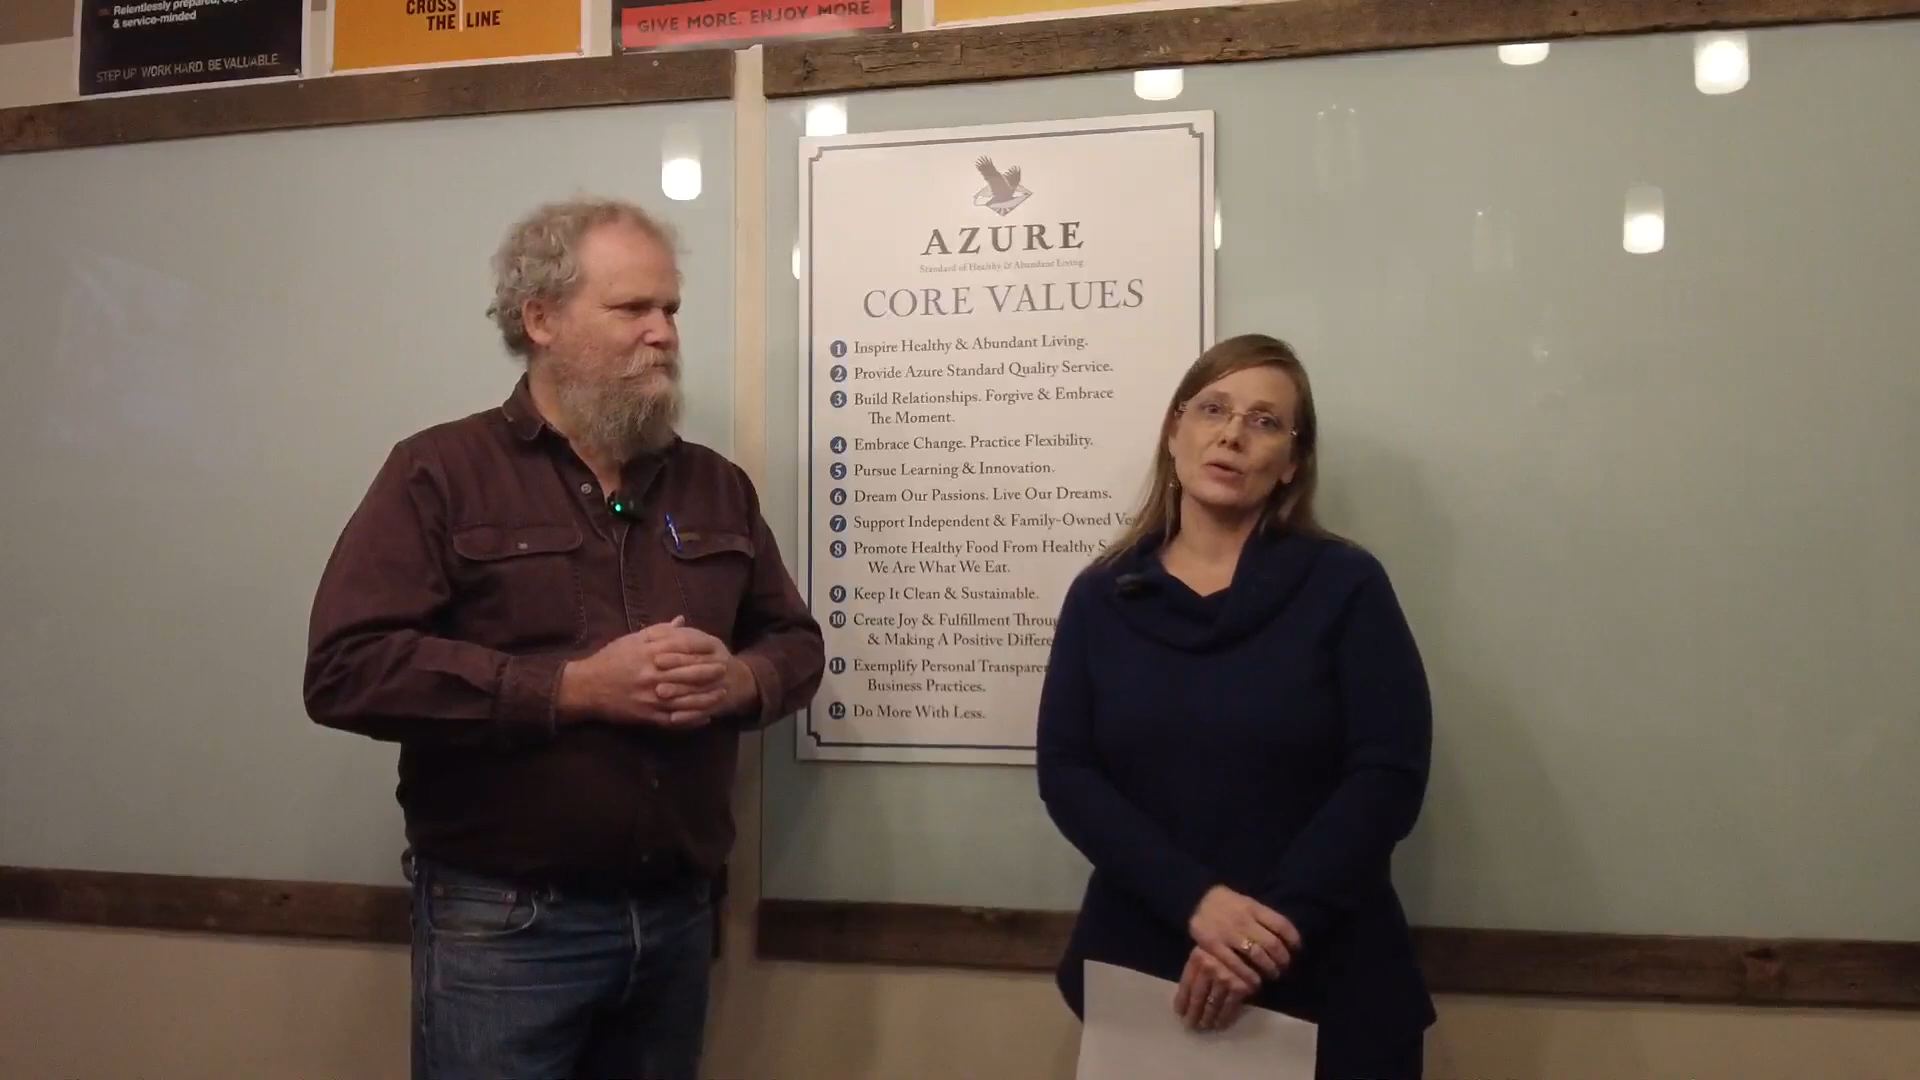 & service-minded
STEP UP. WORK HARD. BE VALUABLE.
CROSS
THE LINE
GIVE MORE. ENJOY MORE.
AZURE
Standard of Healthy & Abundant Living
CORE VALUES
1 Inspire Healthy & Abundant Living.
2 Provide Azure Standard Quality Service.
3 Build Relationships. Forgive & Embrace
The Moment.
4 Embrace Change. Practice Flexibility.
5 Pursue Learning & Innovation.
6 Dream Our Passions. Live Our Dreams.
7 Support Independent & Family-Owned
8 Promote Healthy Food From Healthy
We Are What We Eat.
9 Keep It Clean & Sustainable.
10 Create Joy & Fulfillment
& Making A Positive
11 Exemplify Personal
Business Practices.
12 Do More With Less.